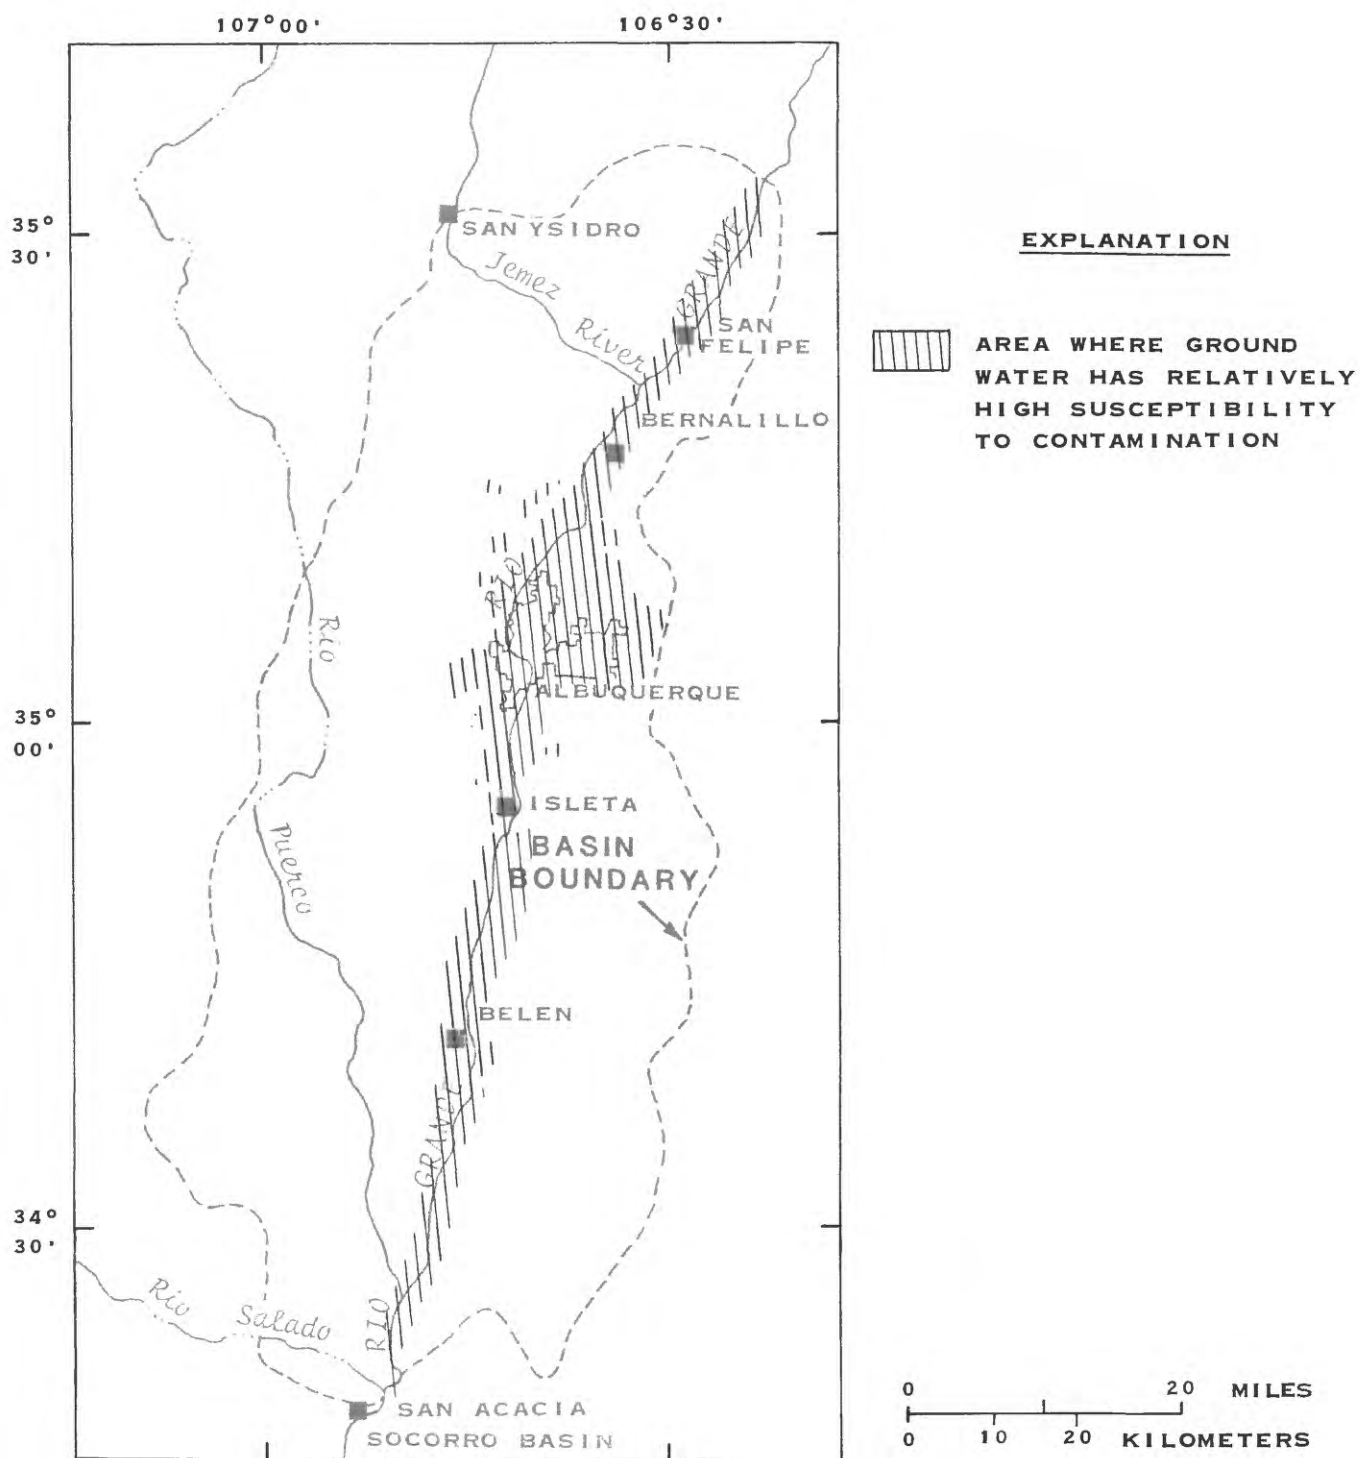 107°00'
106°30'
35°
30'
SAN YSIDRO
Jemez
River
GRANDE
SAN
FELIPE
BERNALILLO
RIO
Rio
ALBUQUERQUE
35°
00'
ISLETA
Puerco
BASIN
BOUNDARY
BELEN
GRANDE
34°
30'
Rio
Salado
RIO
SAN ACACIA
SOCORRO BASIN
EXPLANATION
AREA WHERE GROUND
WATER HAS RELATIVELY
HIGH SUSCEPTIBILITY
TO CONTAMINATION
0 20 MILES
0 10 20 KILOMETERS